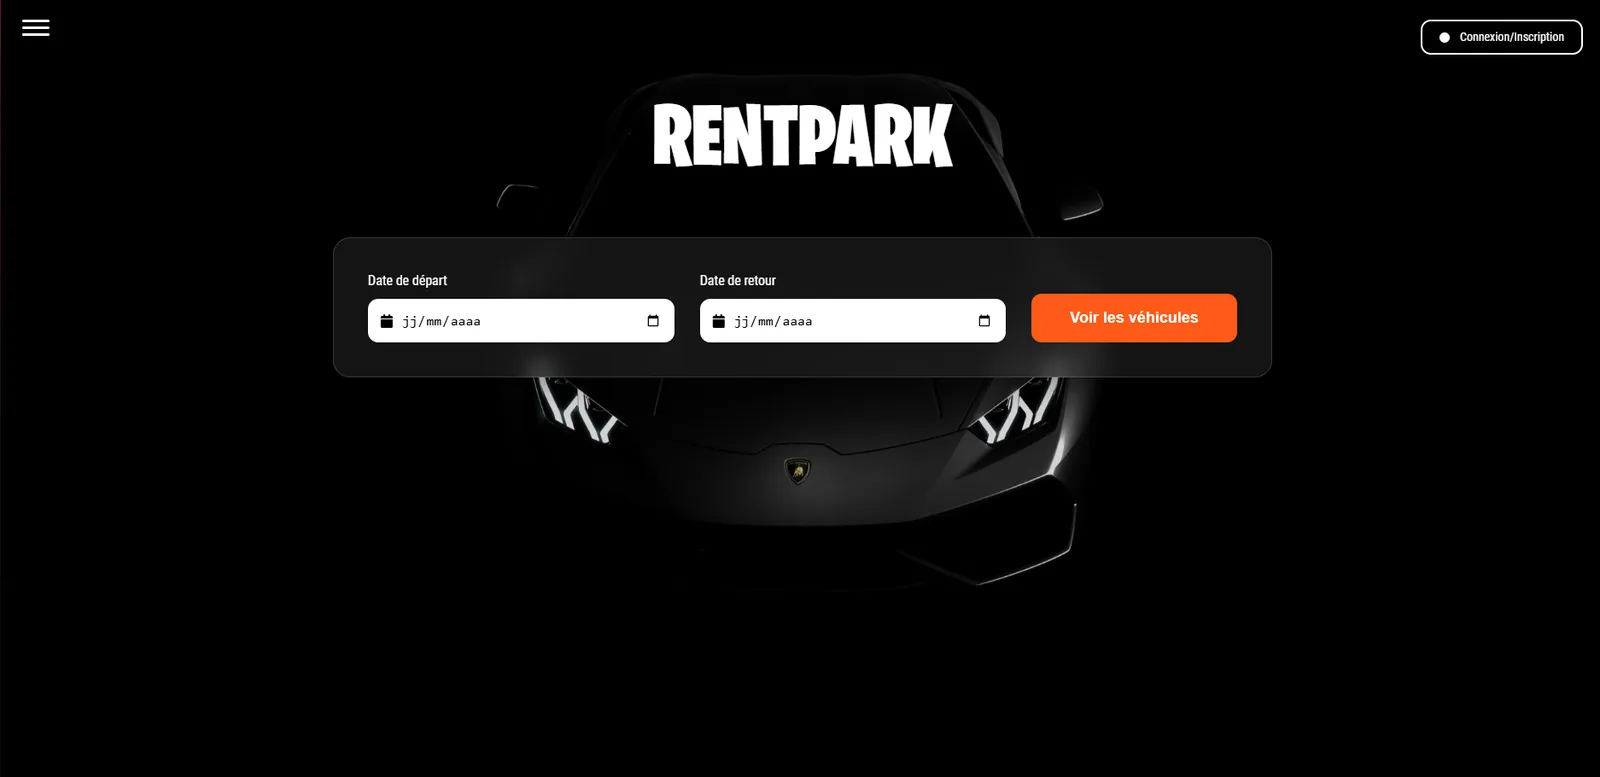 Connexion/Inscription
RENTPARK
Date de départ
Date de retour
jj/mm/aaaa
jj/mm/aaaa
Voir les véhicules